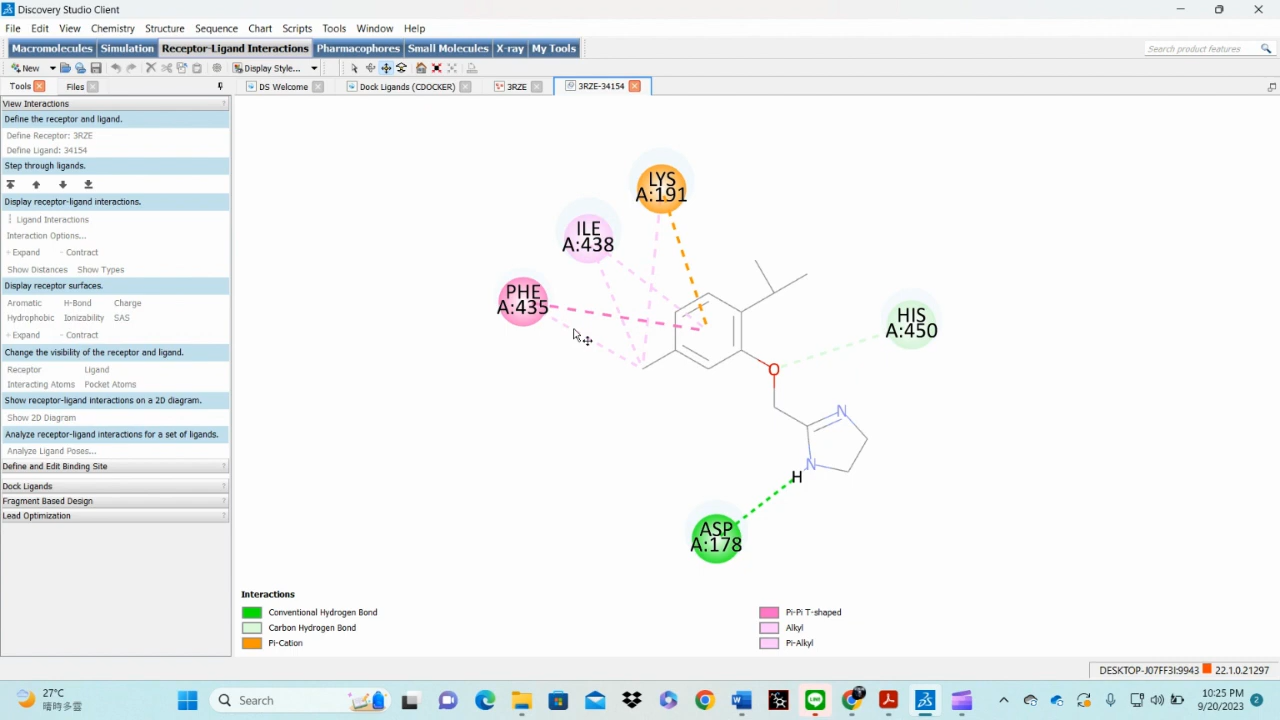 Discovery Studio Client
File Edit View Chemistry Structure Sequence Chart Scripts Tools Window Help
Macromolecules Simulation Receptor-Ligand Interactions Pharmacophores Small Molecules X-ray My Tools Search product features
New Display Style...
Tools Files DS Welcome Dock Ligands (CDOCKER) 3RZE 3RZE-34154
View Interactions ?
Define the receptor and ligand.
Define Receptor: 3RZE
Define Ligand: 34154
Step through ligands.
Display receptor-ligand interactions.
Ligand Interactions
Interaction Options...
+ Expand - Contract
Show Distances Show Types
Display receptor surfaces.
Aromatic H-Bond Charge
Hydrophobic Ionizability SAS
+ Expand - Contract
Change the visibility of the receptor and ligand.
Receptor Ligand
Interacting Atoms Pocket Atoms
Show receptor-ligand interactions on a 2D diagram.
Show 2D Diagram
Analyze receptor-ligand interactions for a set of ligands.
Analyze Ligand Poses...
Define and Edit Binding Site ?
Dock Ligands ?
Fragment Based Design ?
Lead Optimization ?
LYS
A:191
ILE
A:438
PHE
A:435
HIS
A:450
O
N
N
H
ASP
A:178
Interactions
Conventional Hydrogen Bond
Carbon Hydrogen Bond
Pi-Cation
Pi-Pi T-shaped
Alkyl
Pi-Alkyl
DESKTOP-J07FF3I:9943 22.1.0.21297
27°C
晴時多雲
Search
10:25 PM
9/20/2023
2